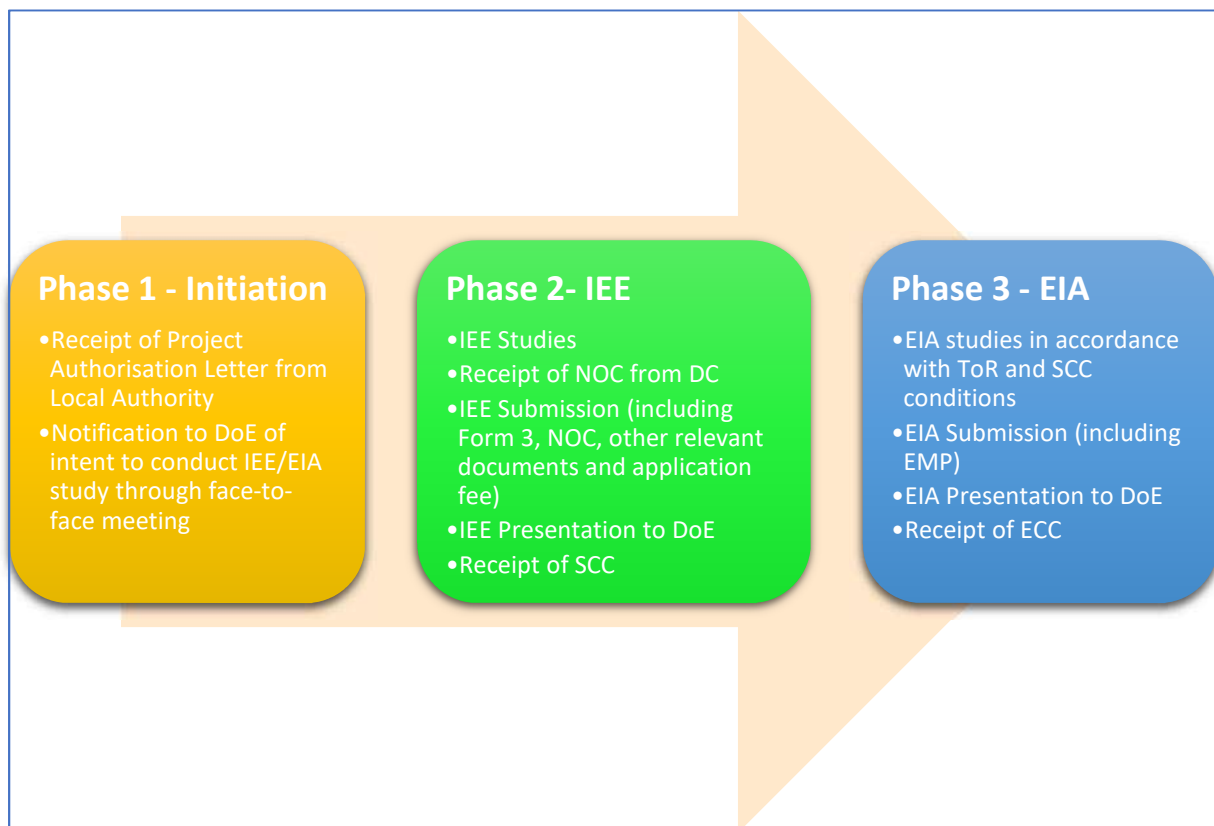 Phase 1 - Initiation
•Receipt of Project
Authorisation Letter from
Local Authority
•Notification to DoE of
intent to conduct IEE/EIA
study through face-to-
face meeting
Phase 2- IEE
•IEE Studies
•Receipt of NOC from DC
•IEE Submission (including
Form 3, NOC, other relevant
documents and application
fee)
•IEE Presentation to DoE
•Receipt of SCC
Phase 3 - EIA
•EIA studies in accordance
with ToR and SCC
conditions
•EIA Submission (including
EMP)
•EIA Presentation to DoE
•Receipt of ECC